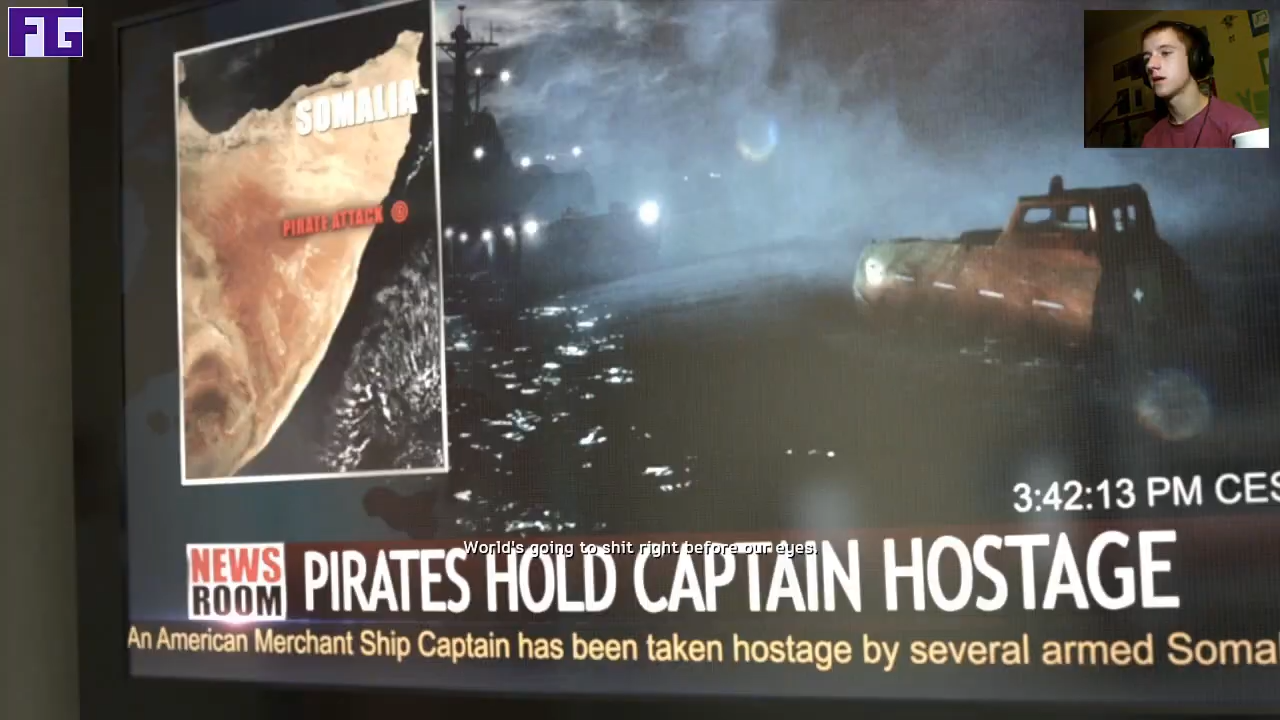 FG
SOMALIA
PIRATE ATTACK
3:42:13 PM CES
World's going to shit right before our eyes.
NEWS
ROOM
PIRATES HOLD CAPTAIN HOSTAGE
An American Merchant Ship Captain has been taken hostage by several armed Soma